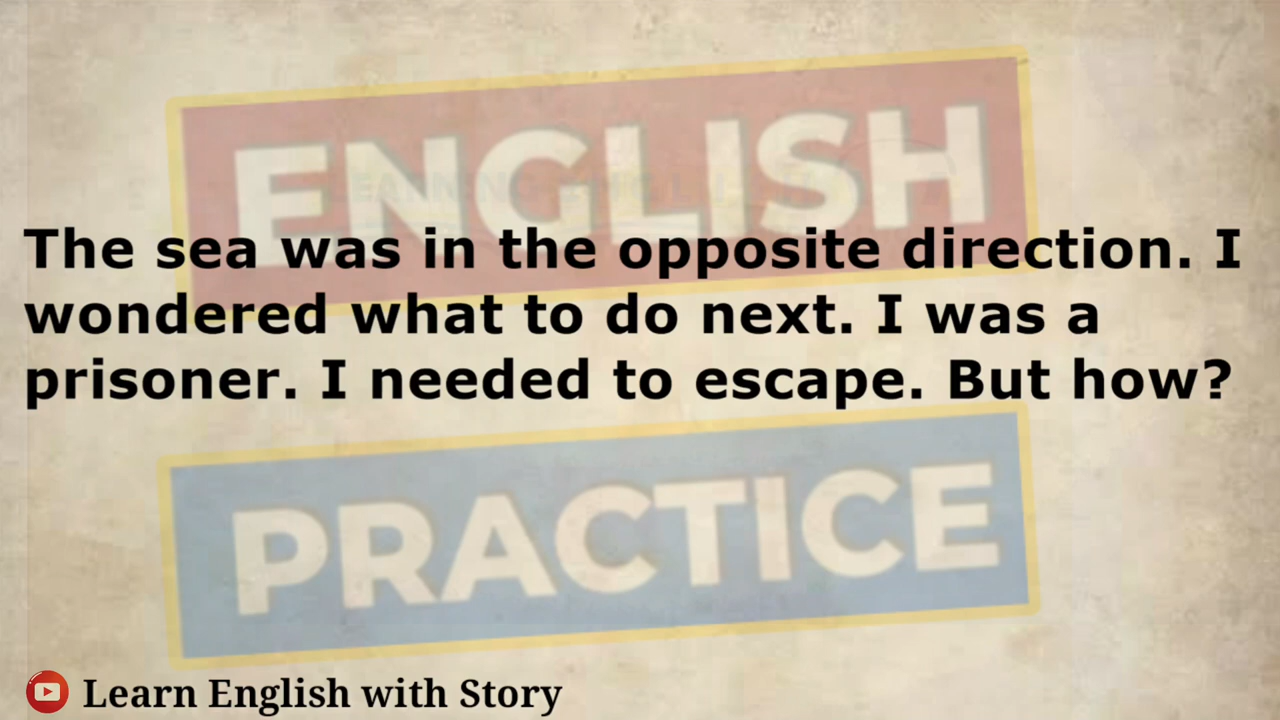 ENGLISH
The sea was in the opposite direction. I
wondered what to do next. I was a
prisoner. I needed to escape. But how?
PRACTICE
Learn English with Story